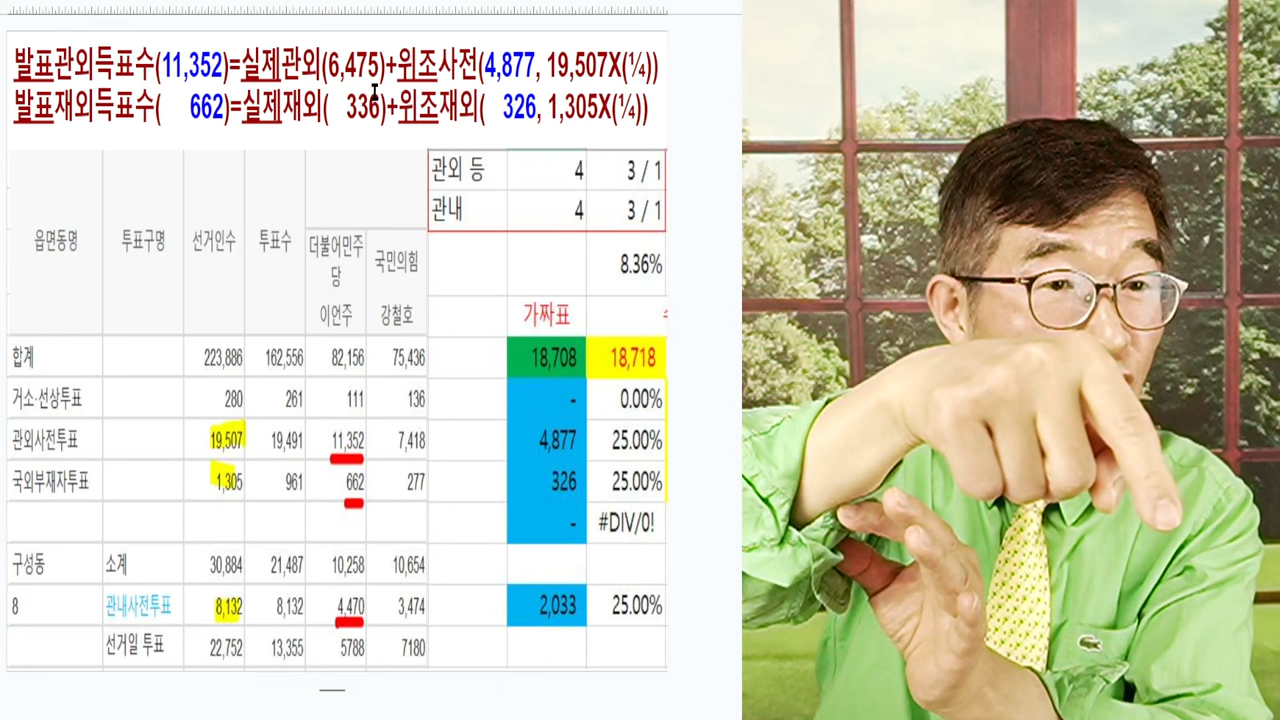 발표관외득표수(11,352)=실제관외(6,475)+위조사전(4,877, 19,507X(¼))
발표재외득표수( 662)=실제재외( 336)+위조재외( 326, 1,305X(¼))
관외 등 4 3 / 1
관내 4 3 / 1
읍면동명 투표구명 선거인수 투표수 더불어민주당 이언주 국민의힘 강철호
8.36%
가짜표
합계 223,886 162,556 82,156 75,436 18,708 18,718
거소·선상투표 280 261 111 136 - 0.00%
관외사전투표 19,507 19,491 11,352 7,418 4,877 25.00%
국외부재자투표 1,305 961 662 277 326 25.00%
- #DIV/0!
구성동 소계 30,884 21,487 10,258 10,654
8 관내사전투표 8,132 8,132 4,470 3,474 2,033 25.00%
선거일 투표 22,752 13,355 5788 7180